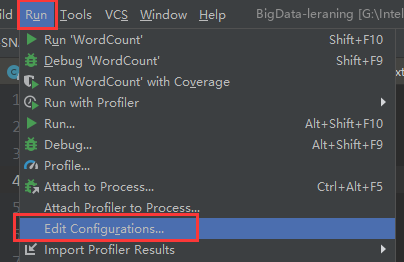 ild Run Tools VCS Window Help BigData-leraning [G:\Intel
SN
Run 'WordCount' Shift+F10
Debug 'WordCount' Shift+F9
Run 'WordCount' with Coverage
Run with Profiler
Run... Alt+Shift+F10
Debug... Alt+Shift+F9
Profile...
Attach to Process... Ctrl+Alt+F5
Attach Profiler to Process...
Edit Configurations...
Import Profiler Results